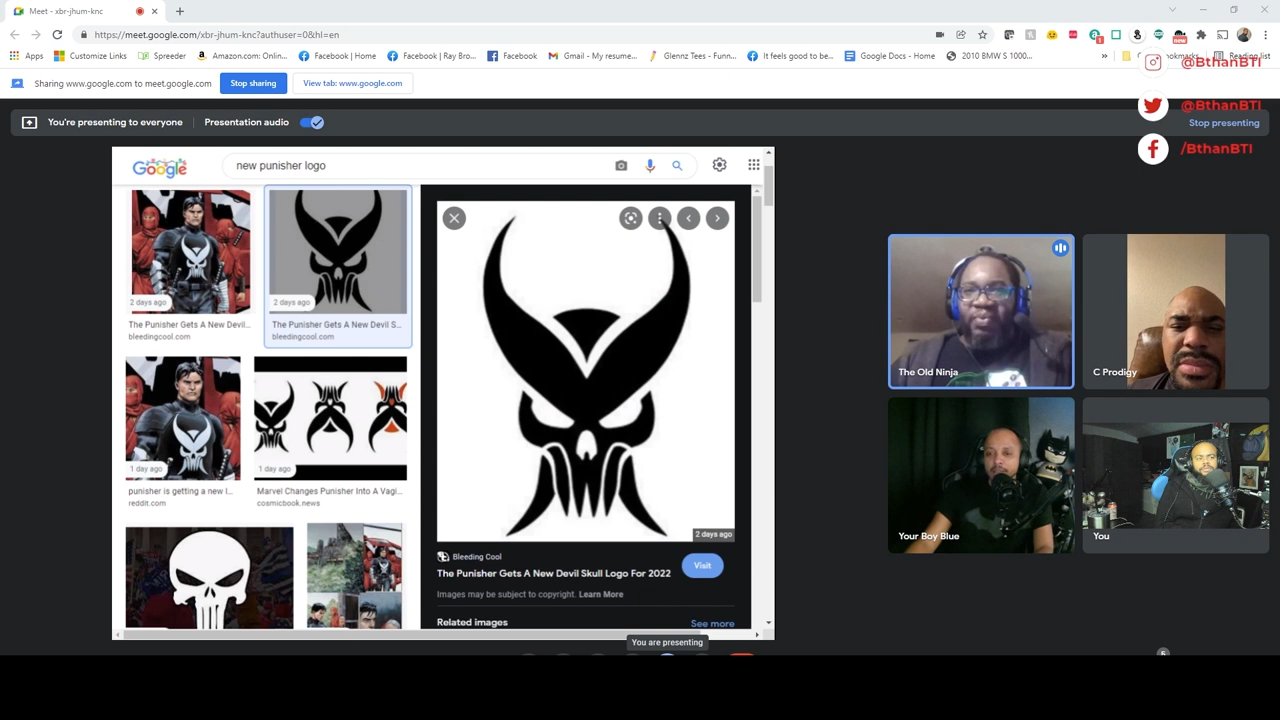 Meet - xbr-jhum-knc
https://meet.google.com/xbr-jhum-knc?authuser=0&hl=en
Apps
Customize Links
Spreeder
Amazon.com: Onlin...
Facebook | Home
Facebook | Ray Bro...
Facebook
Gmail - My resume...
Glennz Tees - Funn...
It feels good to be...
Google Docs - Home
2010 BMW S 1000...
Reading list
Sharing www.google.com to meet.google.com
Stop sharing
View tab: www.google.com
@BthanBTI
@BthanBTI
/BthanBTI
You're presenting to everyone
Presentation audio
Stop presenting
Google
new punisher logo
2 days ago
The Punisher Gets A New Devil...
bleedingcool.com
2 days ago
The Punisher Gets A New Devil S...
bleedingcool.com
1 day ago
punisher is getting a new i...
reddit.com
1 day ago
Marvel Changes Punisher Into A Vagi...
cosmicbook.news
2 days ago
Bleeding Cool
The Punisher Gets A New Devil Skull Logo For 2022
Visit
Images may be subject to copyright. Learn More
Related images
See more
You are presenting
The Old Ninja
C Prodigy
Your Boy Blue
You